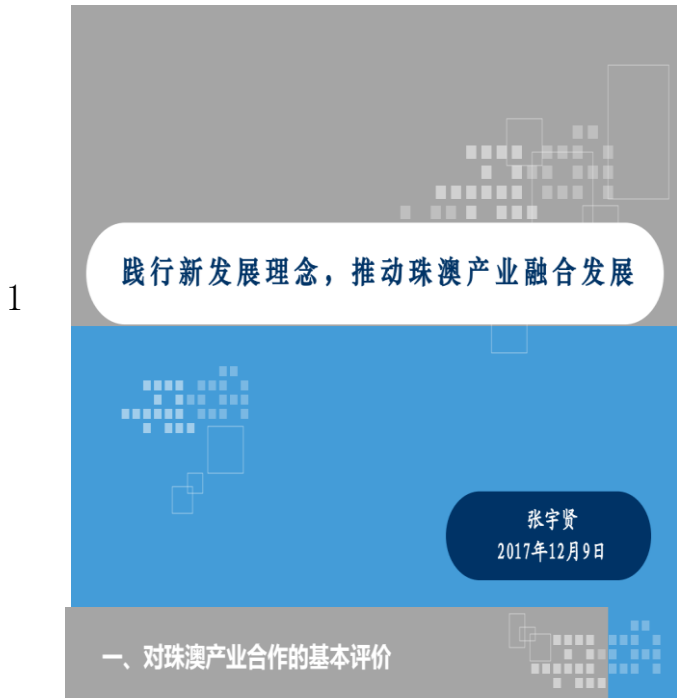 践行新发展理念，推动珠澳产业融合发展
1
张宇贤
2017年12月9日
一、对珠澳产业合作的基本评价